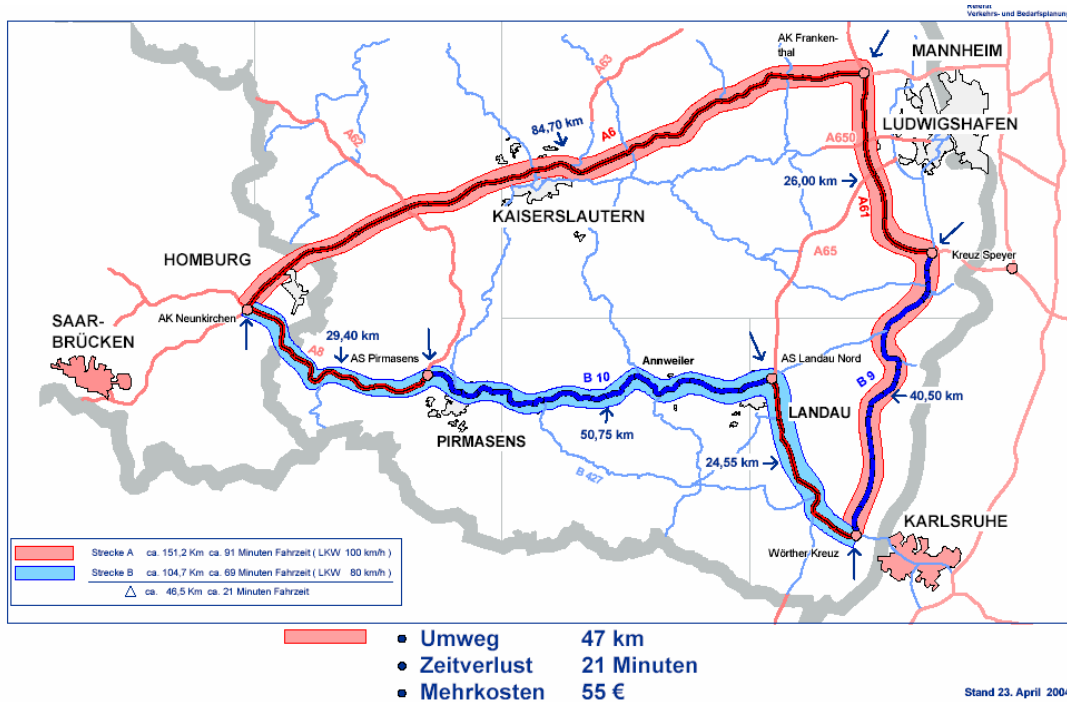 Referat
Verkehrs- und Bedarfsplanung
AK Franken-
thal
MANNHEIM
A63
LUDWIGSHAFEN
84,70 km
A6
A62
A650
26,00 km
A61
KAISERSLAUTERN
A65
HOMBURG
Kreuz Speyer
AK Neunkirchen
SAAR-
BRÜCKEN
29,40 km
A8
AS Pirmasens
Annweiler
AS Landau Nord
B 10
B 9
40,50 km
LANDAU
PIRMASENS
50,75 km
24,55 km
B 427
KARLSRUHE
Wörther Kreuz
Strecke A ca. 151,2 Km ca. 91 Minuten Fahrzeit ( LKW 100 km/h )
Strecke B ca. 104,7 Km ca. 69 Minuten Fahrzeit ( LKW 80 km/h )
△ ca. 46,5 Km ca. 21 Minuten Fahrzeit
• Umweg 47 km
• Zeitverlust 21 Minuten
• Mehrkosten 55 €
Stand 23. April 2004